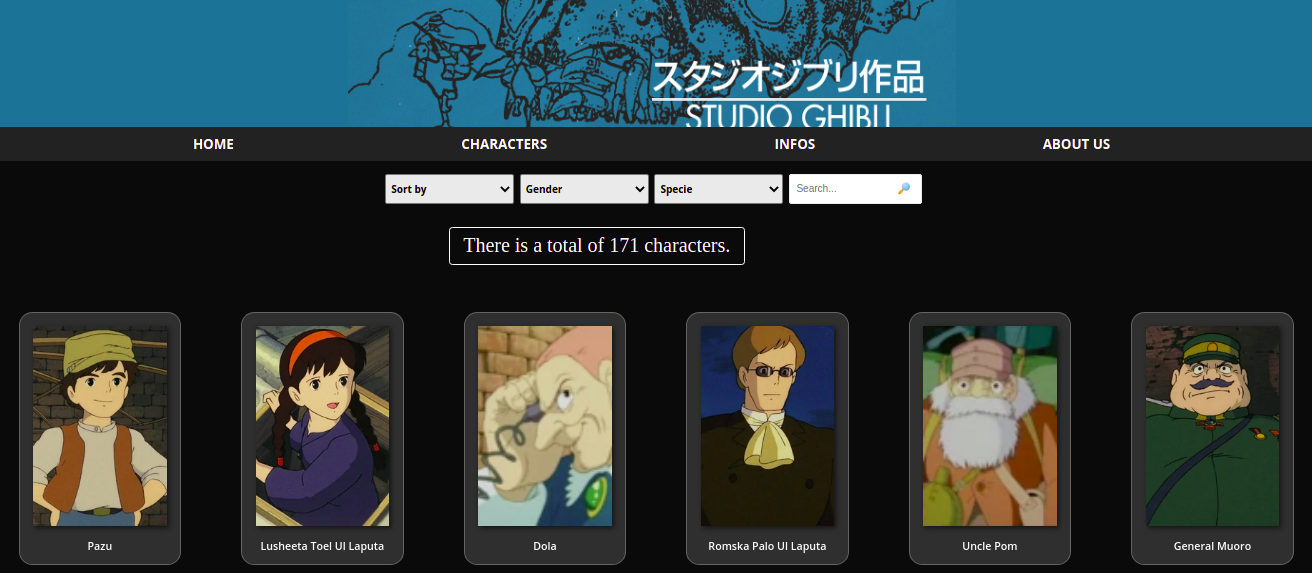 スタジオジブリ作品
STUDIO GHIBLI
HOME CHARACTERS INFOS ABOUT US
Sort by Gender Specie Search...
There is a total of 171 characters.
Pazu Lusheeta Toel Ul Laputa Dola Romska Palo Ul Laputa Uncle Pom General Muoro